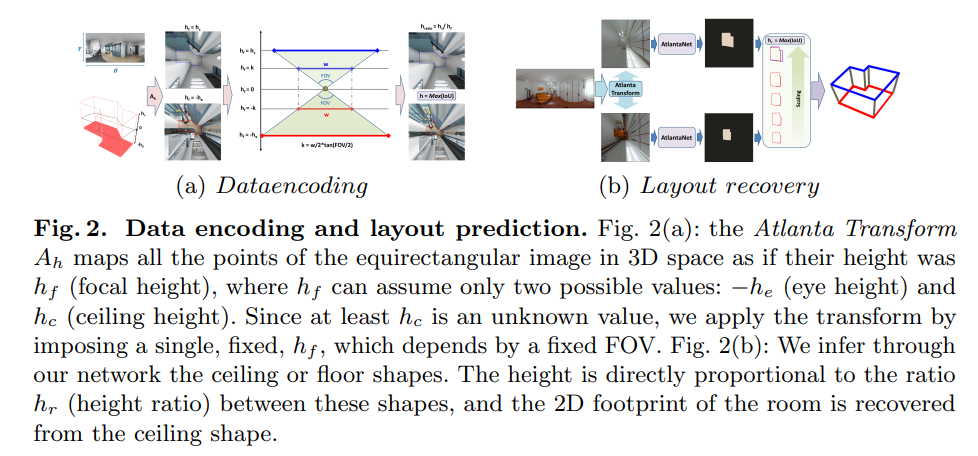 h_f = h_c
h_ratio = h_c / h_f
h_f = h_c
w
h_f = k
FOV
A_h
h_f = -h_e
h_f = 0
h = Max(IoU)
FOV
h_f = -k
w
h_f = -h_e
k = w/2*tan(FOV/2)
θ
h_c
0
-h_e
AtlantaNet
h_r = Max(IoU)
Atlanta
Transform
Scaling
AtlantaNet
(a) Dataencoding
(b) Layout recovery
Fig. 2. Data encoding and layout prediction. Fig. 2(a): the Atlanta Transform
A_h maps all the points of the equirectangular image in 3D space as if their height was
h_f (focal height), where h_f can assume only two possible values: −h_e (eye height) and
h_c (ceiling height). Since at least h_c is an unknown value, we apply the transform by
imposing a single, fixed, h_f, which depends by a fixed FOV. Fig. 2(b): We infer through
our network the ceiling or floor shapes. The height is directly proportional to the ratio
h_r (height ratio) between these shapes, and the 2D footprint of the room is recovered
from the ceiling shape.